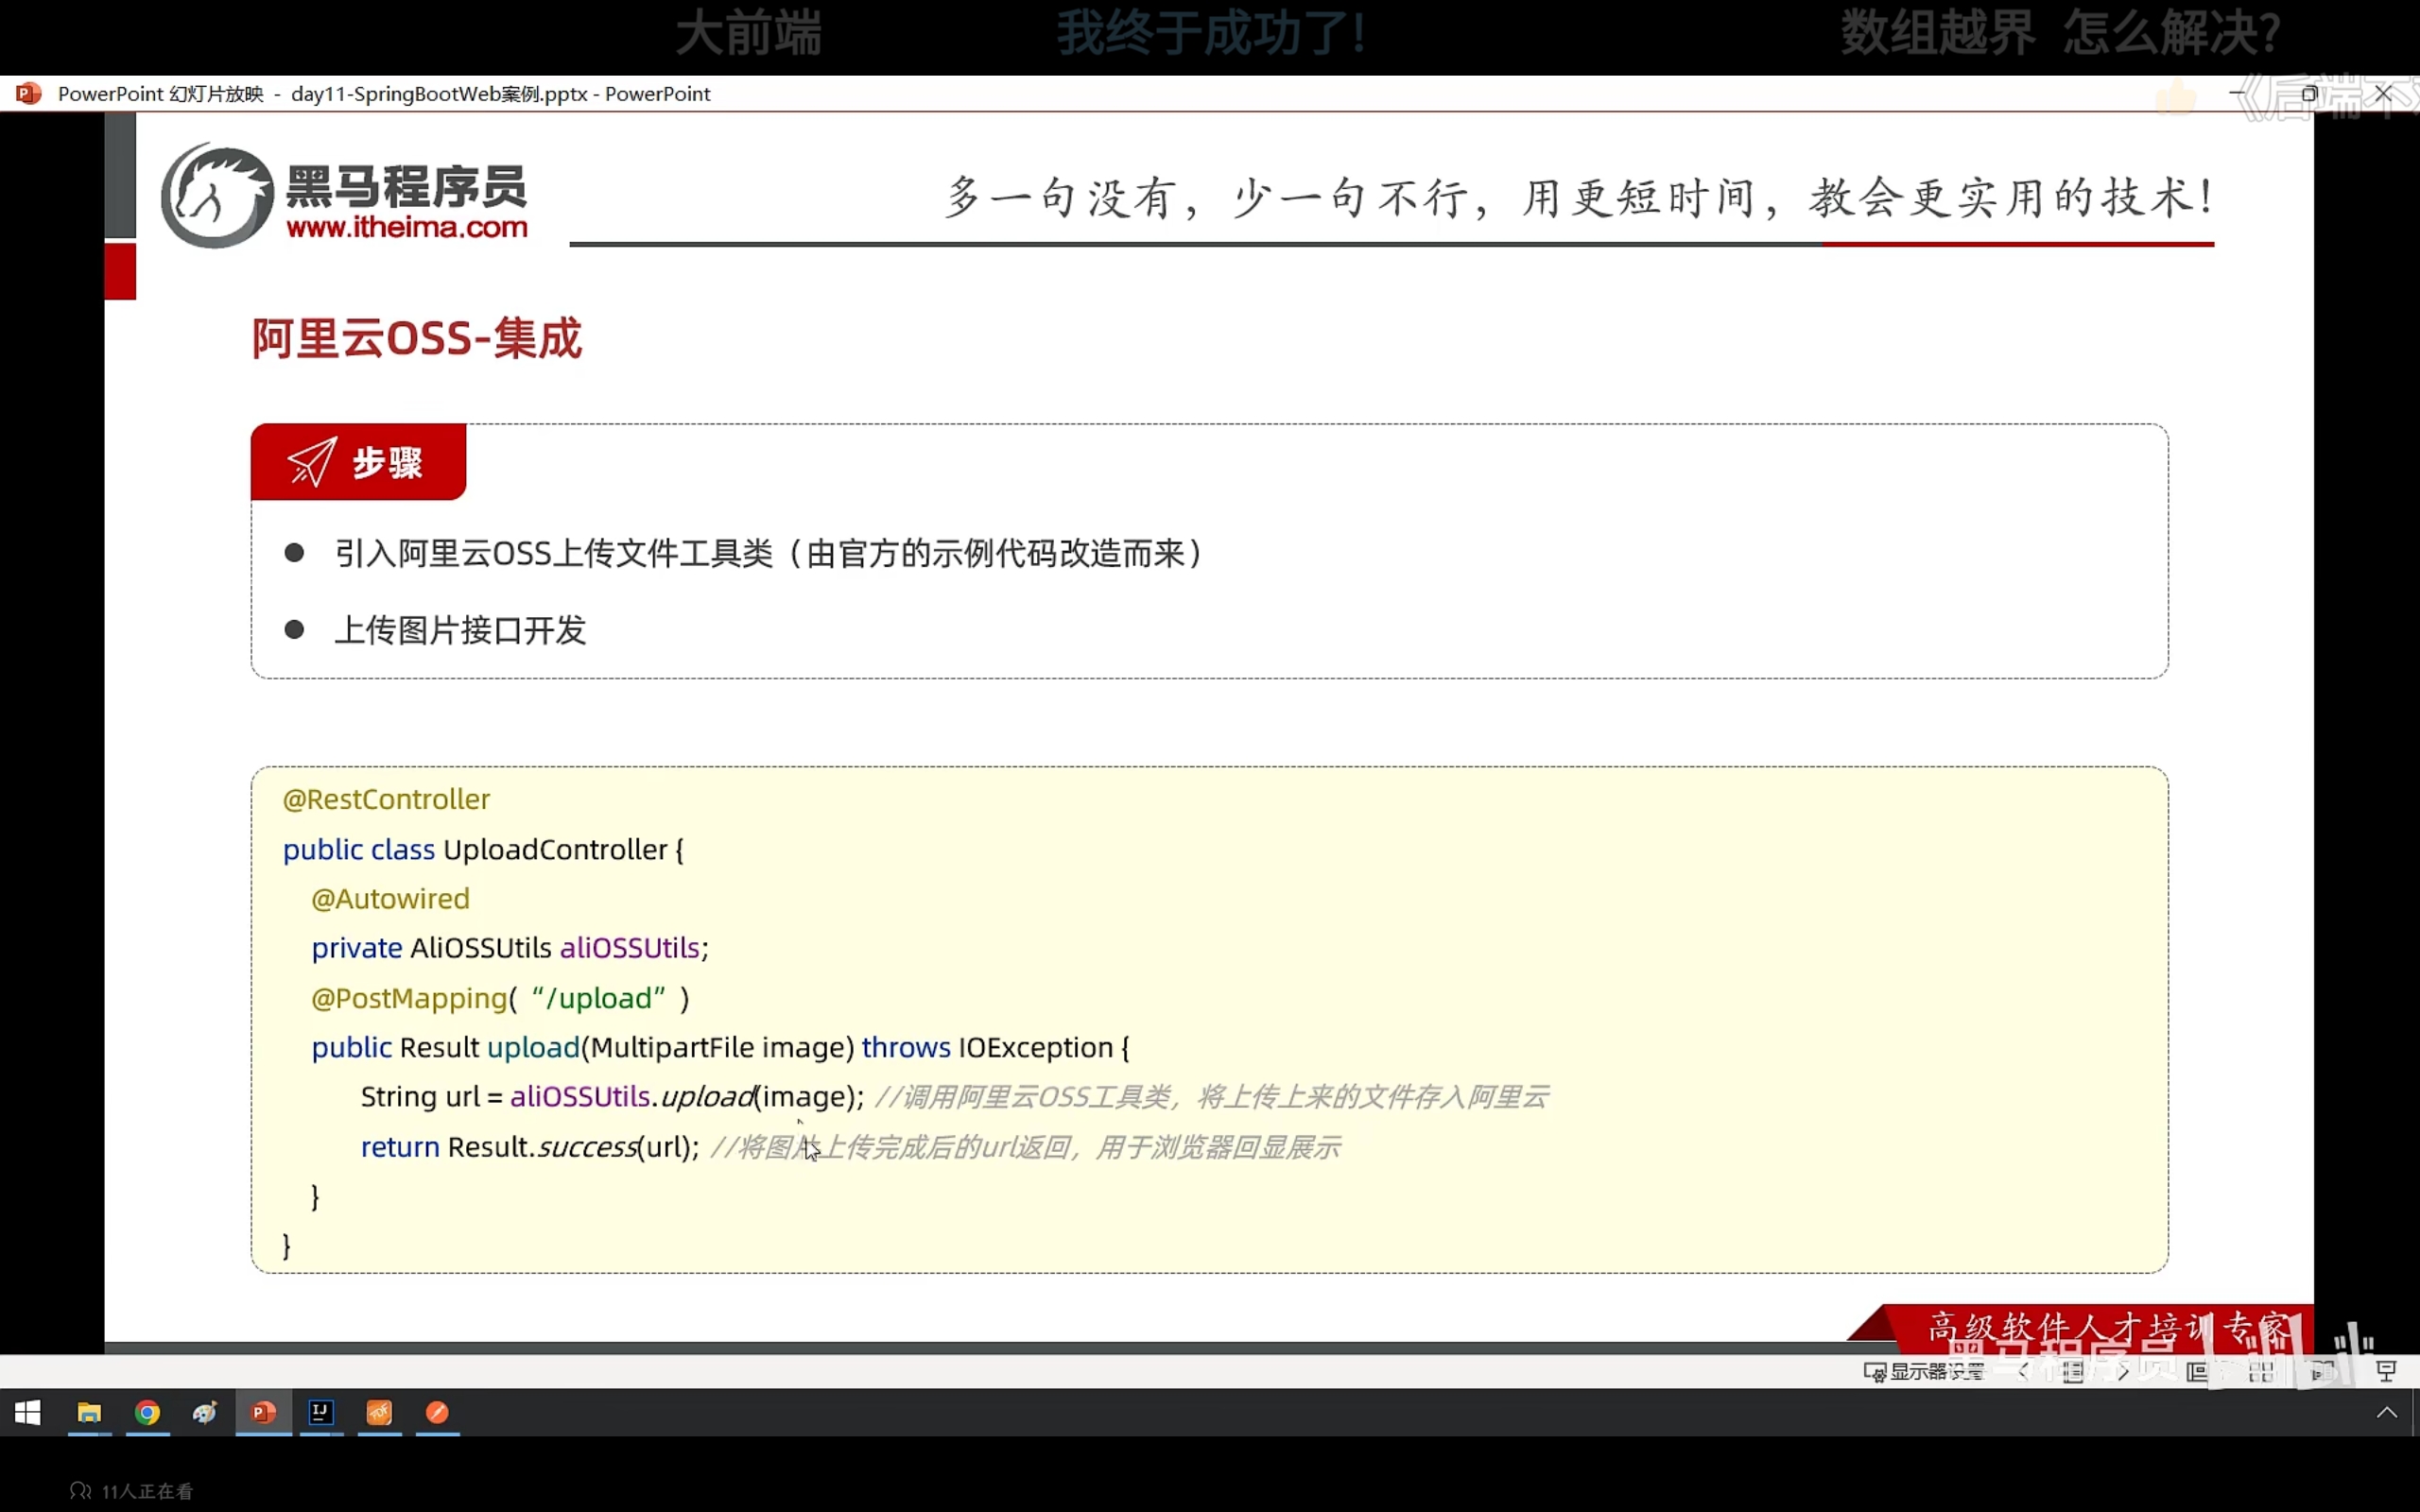 大前端
我终于成功了!
数组越界 怎么解决?
PowerPoint 幻灯片放映 - day11-SpringBootWeb案例.pptx - PowerPoint
《后端不
黑马程序员
www.itheima.com
多一句没有，少一句不行，用更短时间，教会更实用的技术!
阿里云OSS-集成
步骤
● 引入阿里云OSS上传文件工具类（由官方的示例代码改造而来）
● 上传图片接口开发
@RestController
public class UploadController {
@Autowired
private AliOSSUtils aliOSSUtils;
@PostMapping(“/upload”)
public Result upload(MultipartFile image) throws IOException {
String url = aliOSSUtils.upload(image); //调用阿里云OSS工具类，将上传上来的文件存入阿里云
return Result.success(url); //将图片上传完成后的url返回，用于浏览器回显展示
}
}
高级软件人才培训专家
黑马程序员
显示器设置
11人正在看